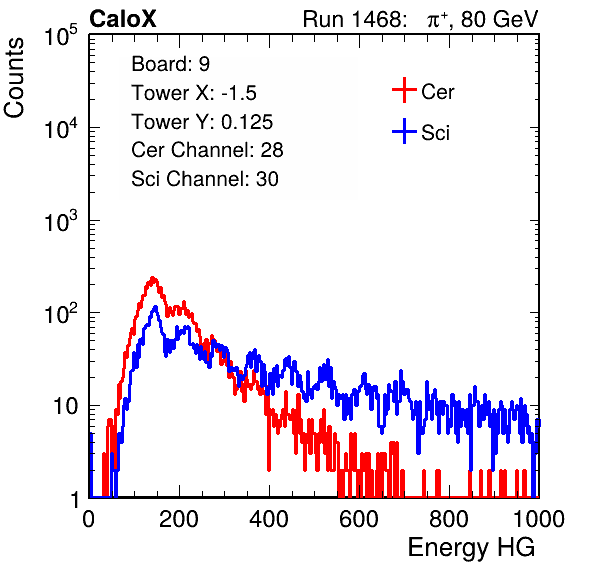 CaloX Run 1468: π⁺, 80 GeV
Counts
10⁵
10⁴
10³
10²
10
1
Board: 9
Tower X: -1.5
Tower Y: 0.125
Cer Channel: 28
Sci Channel: 30
Cer
Sci
0 200 400 600 800 1000
Energy HG